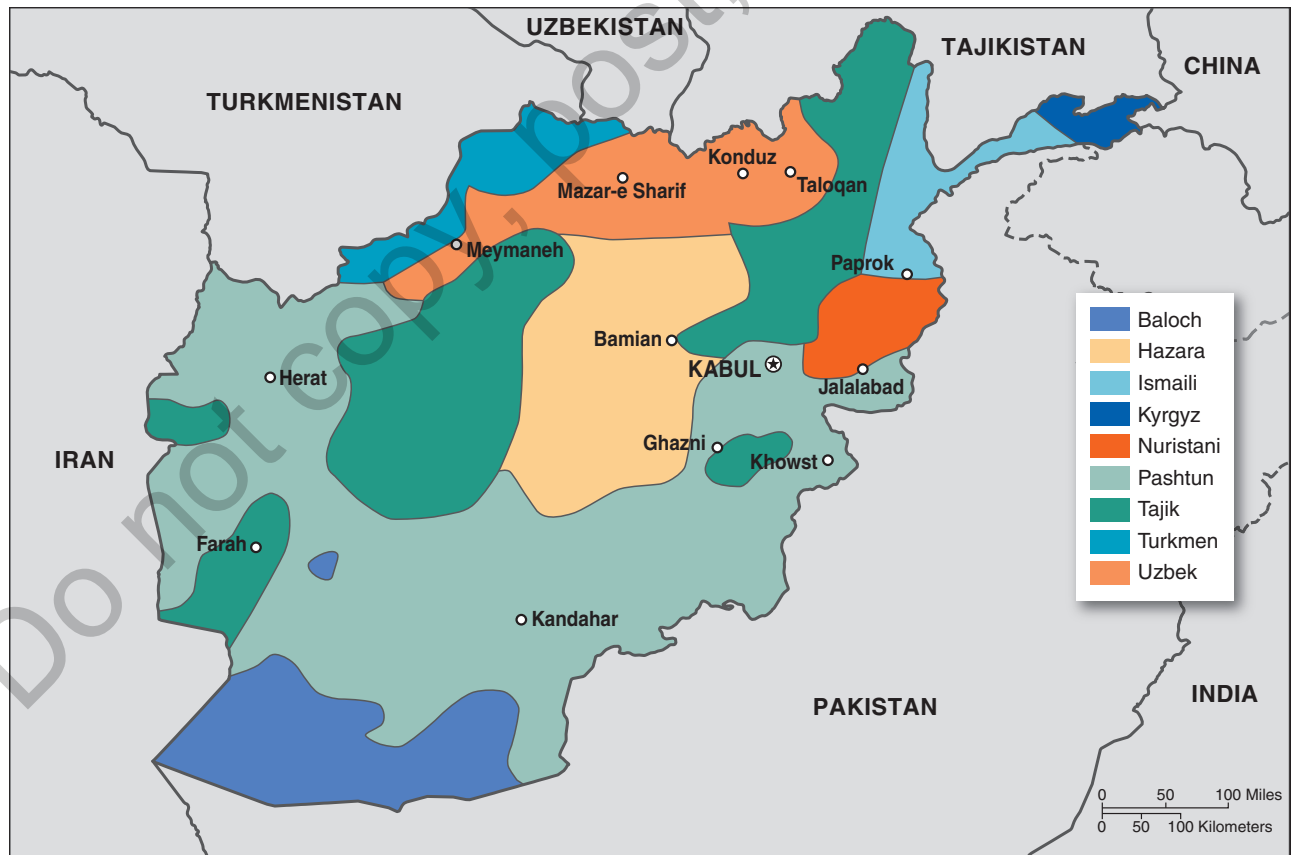 UZBEKISTAN
TAJIKISTAN
CHINA
TURKMENISTAN
Konduz
Taloqan
Mazar-e Sharif
Meymaneh
Paprok
Bamian
KABUL
Jalalabad
Herat
Ghazni
Khowst
IRAN
Farah
Kandahar
PAKISTAN
INDIA
Baloch
Hazara
Ismaili
Kyrgyz
Nuristani
Pashtun
Tajik
Turkmen
Uzbek
0 50 100 Miles
0 50 100 Kilometers
Do not copy, post,